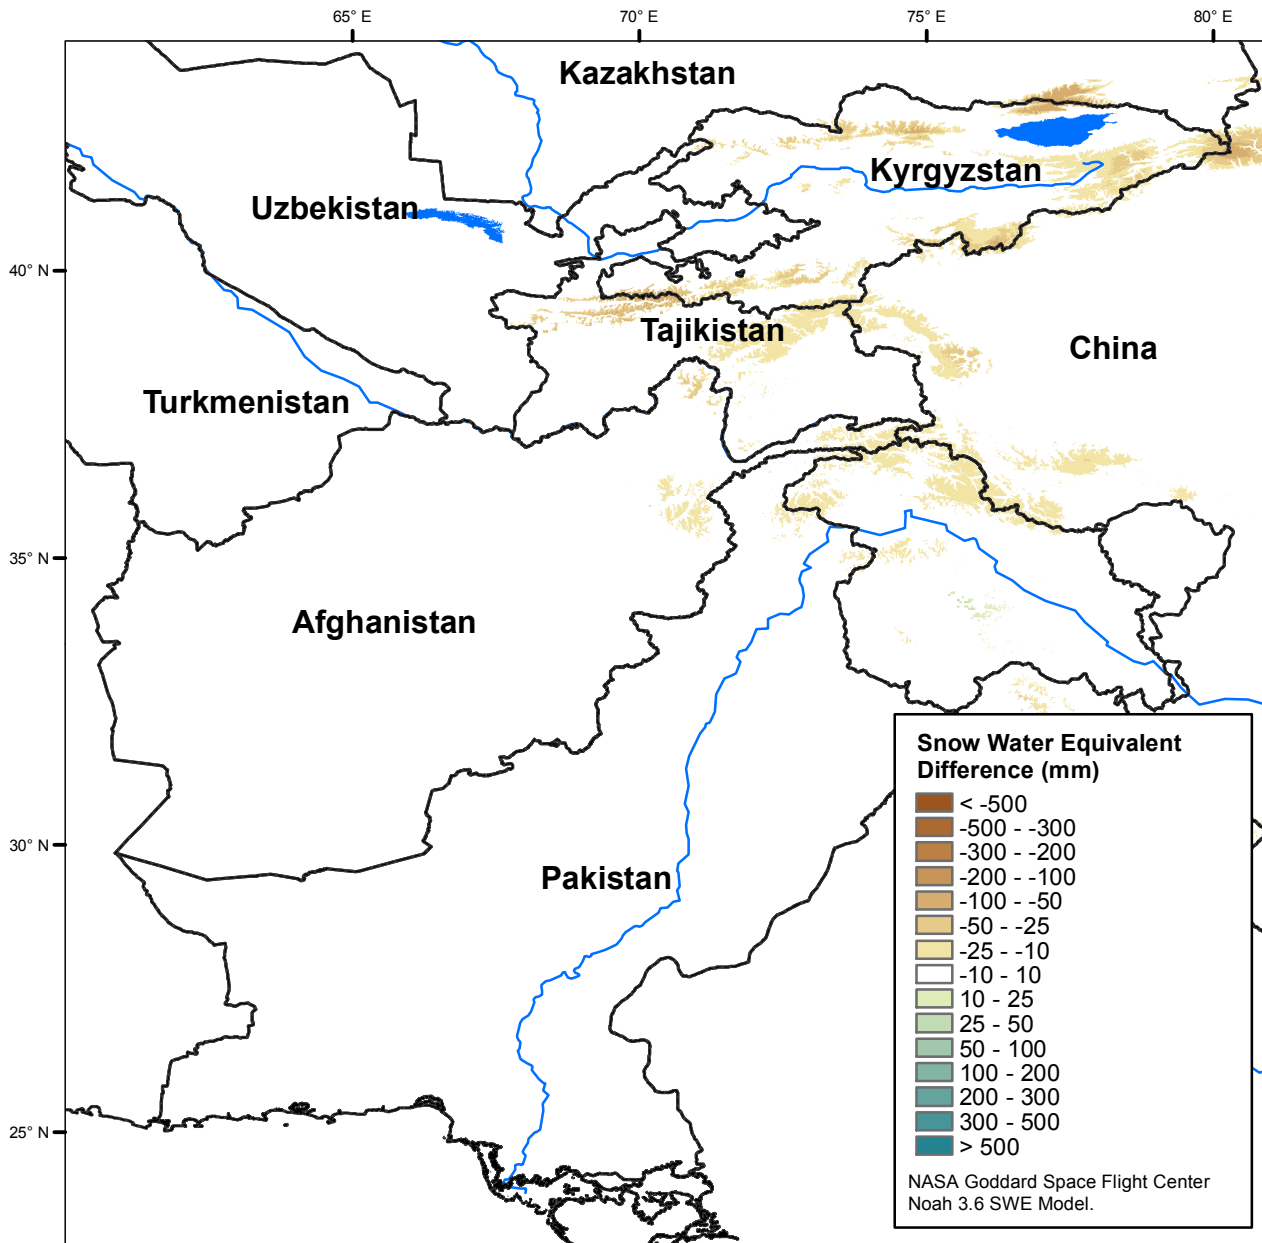 65° E
70° E
75° E
80° E
Kazakhstan
Kyrgyzstan
Uzbekistan
40° N
Tajikistan
China
Turkmenistan
35° N
Afghanistan
Snow Water Equivalent
Difference (mm)
< -500
-500 - -300
-300 - -200
-200 - -100
-100 - -50
-50 - -25
-25 - -10
-10 - 10
10 - 25
25 - 50
50 - 100
100 - 200
200 - 300
300 - 500
> 500
NASA Goddard Space Flight Center
Noah 3.6 SWE Model.
30° N
Pakistan
25° N